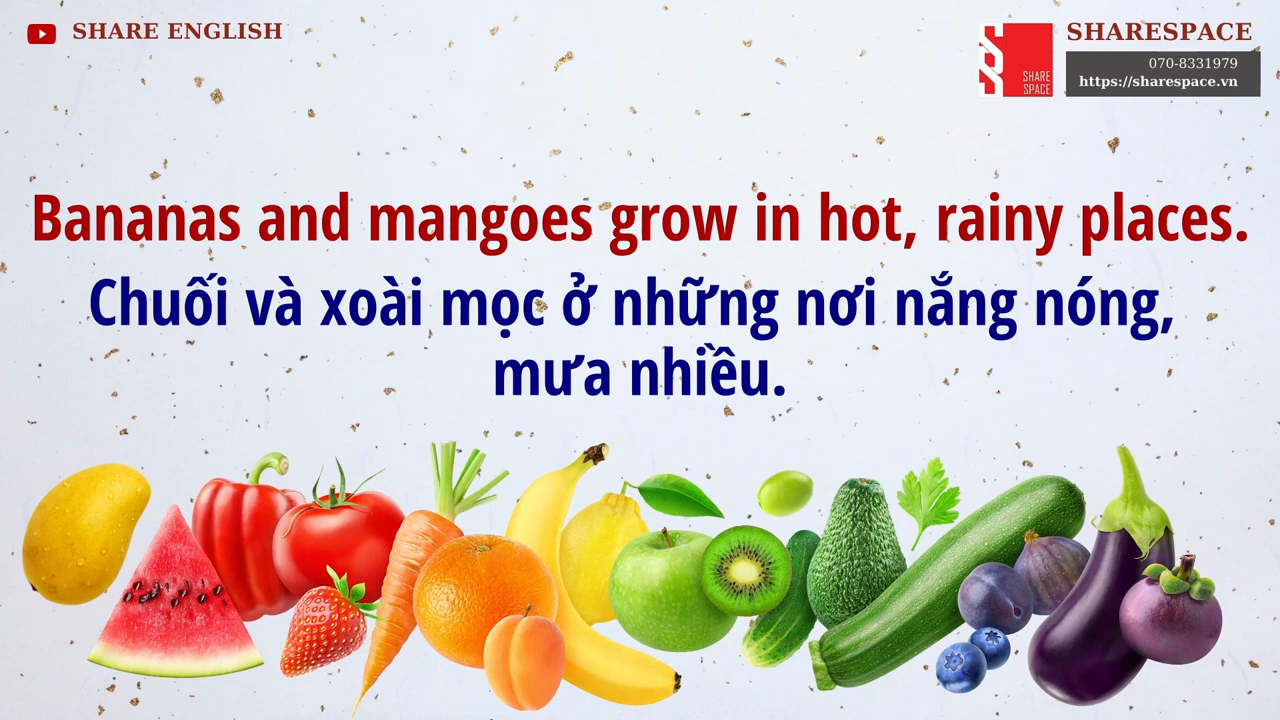 SHARE ENGLISH
SHARESPACE
070-8331979
https://sharespace.vn
SHARE
SPACE
Bananas and mangoes grow in hot, rainy places.
Chuối và xoài mọc ở những nơi nắng nóng,
mưa nhiều.